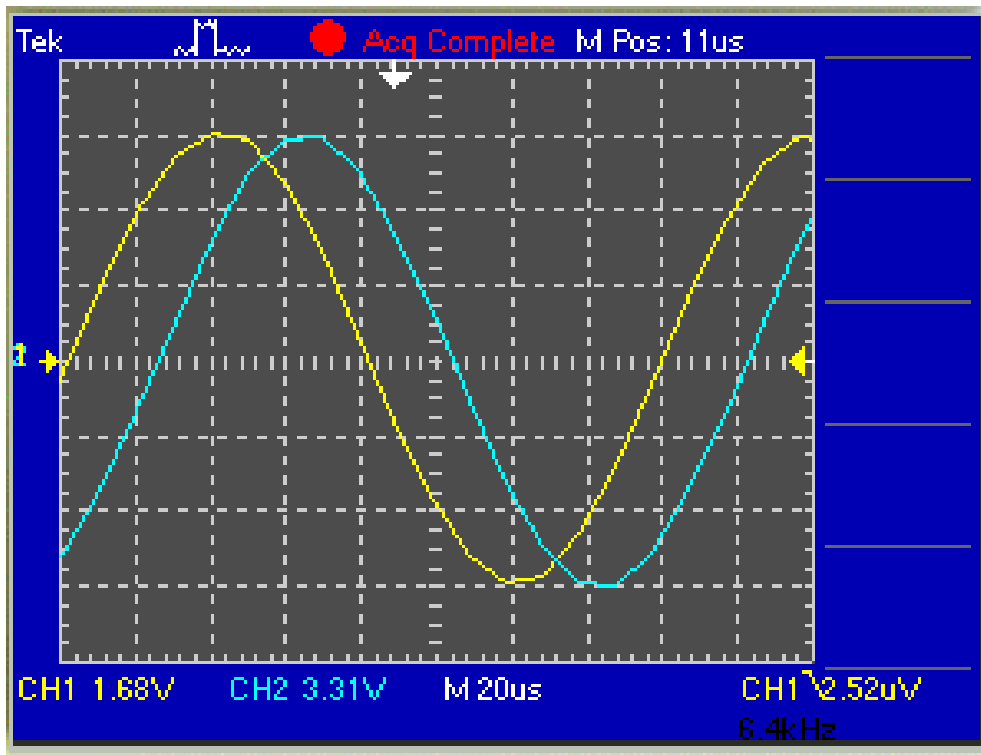 Tek Acq Complete M Pos: 11us
CH1 1.68V CH2 3.31V M 20us CH1 2.52uV
6.4kHz